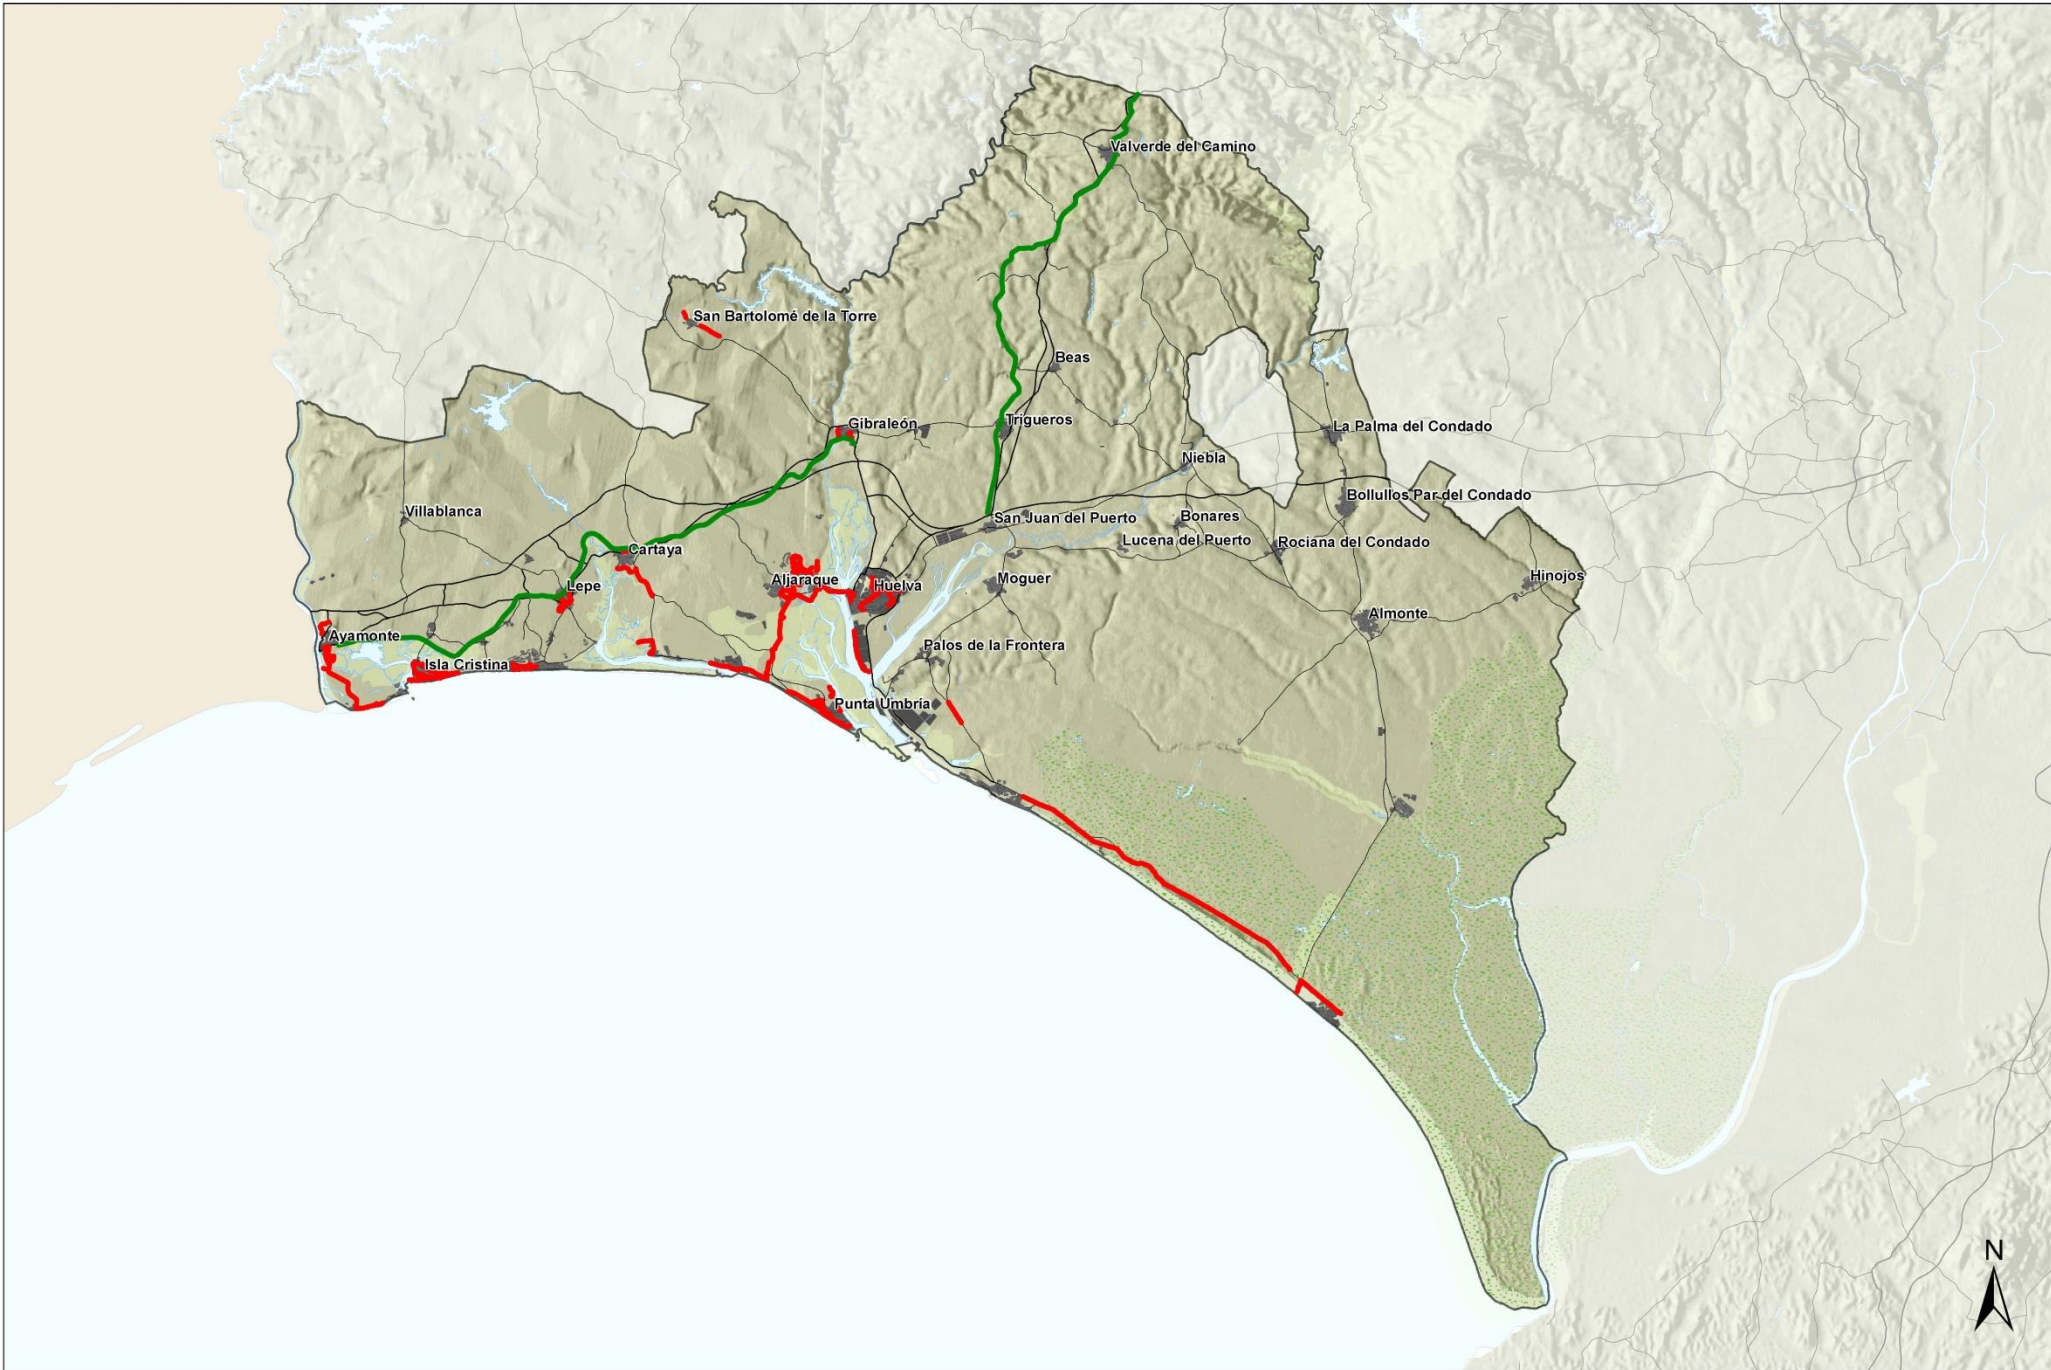 Valverde del Camino
San Bartolomé de la Torre
Beas
Gibraleón
Trigueros
La Palma del Condado
Niebla
Bollullos Par del Condado
Villablanca
San Juan del Puerto
Bonares
Lucena del Puerto
Rociana del Condado
Cartaya
Hinojos
Lepe
Aljaraque
Huelva
Moguer
Almonte
Ayamonte
Isla Cristina
Palos de la Frontera
Punta Umbría
N